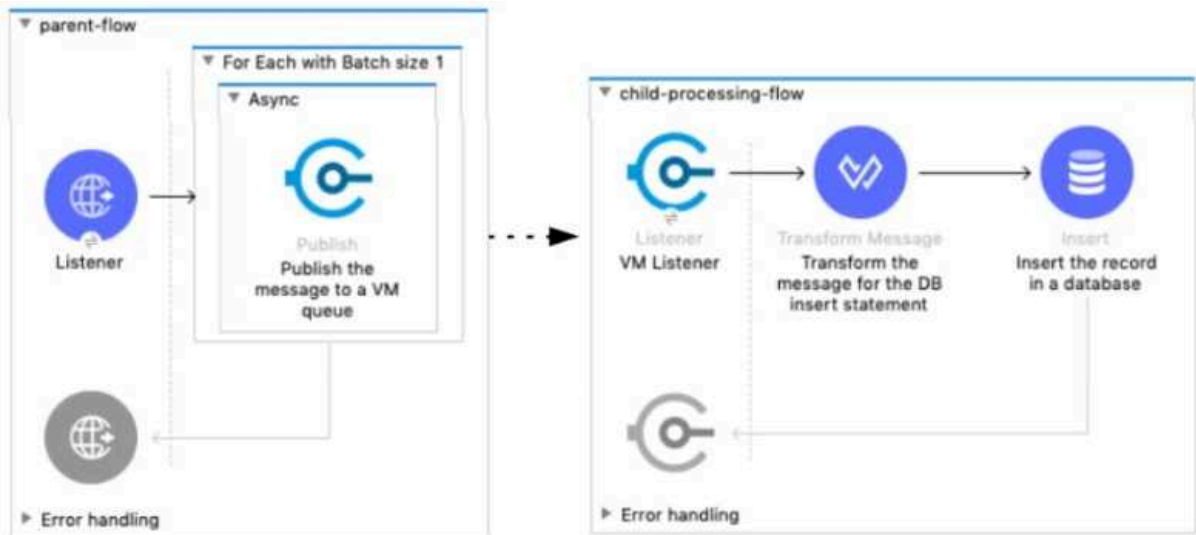 parent-flow
For Each with Batch size 1
Async
Publish
Publish the
message to a VM
queue
Listener
Error handling
child-processing-flow
Listener
VM Listener
Transform Message
Transform the
message for the DB
insert statement
Insert
Insert the record
in a database
Error handling